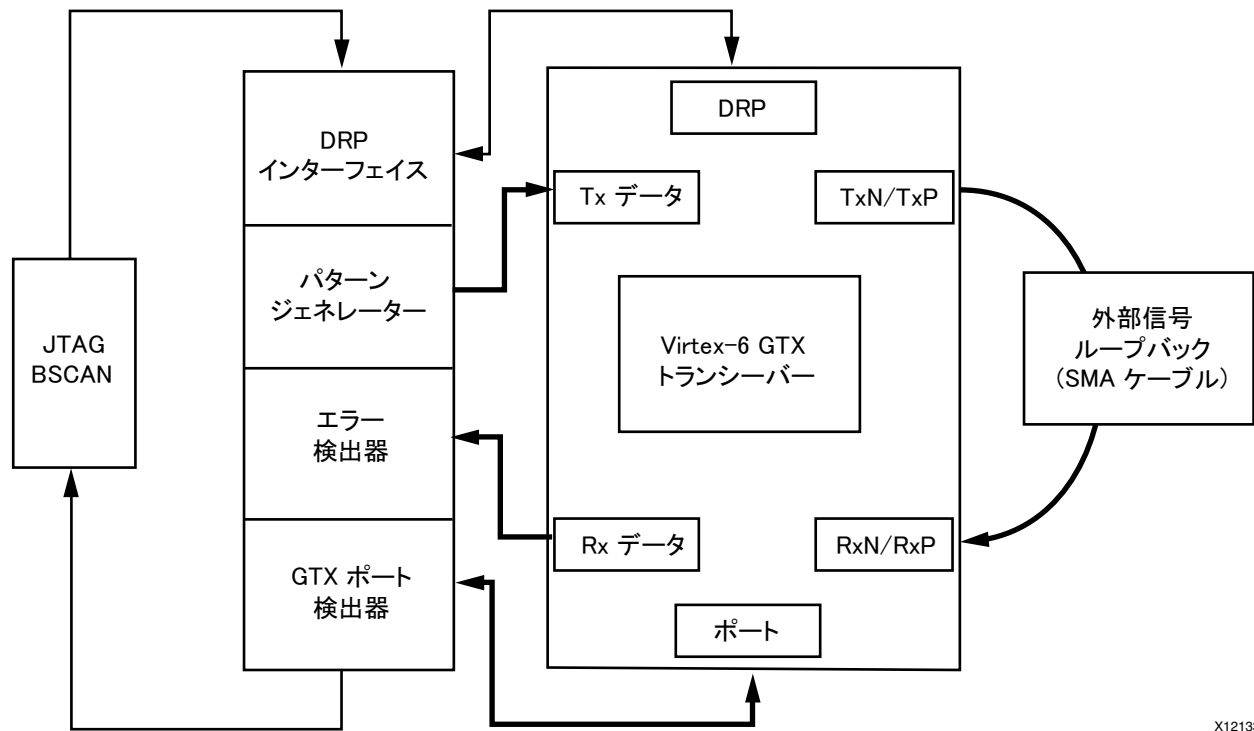 DRP
インターフェイス
DRP
Tx データ
TxN/TxP
パターン
ジェネレーター
JTAG
BSCAN
Virtex-6 GTX
トランシーバー
外部信号
ループバック
(SMA ケーブル)
エラー
検出器
Rx データ
RxN/RxP
GTX ポート
検出器
ポート